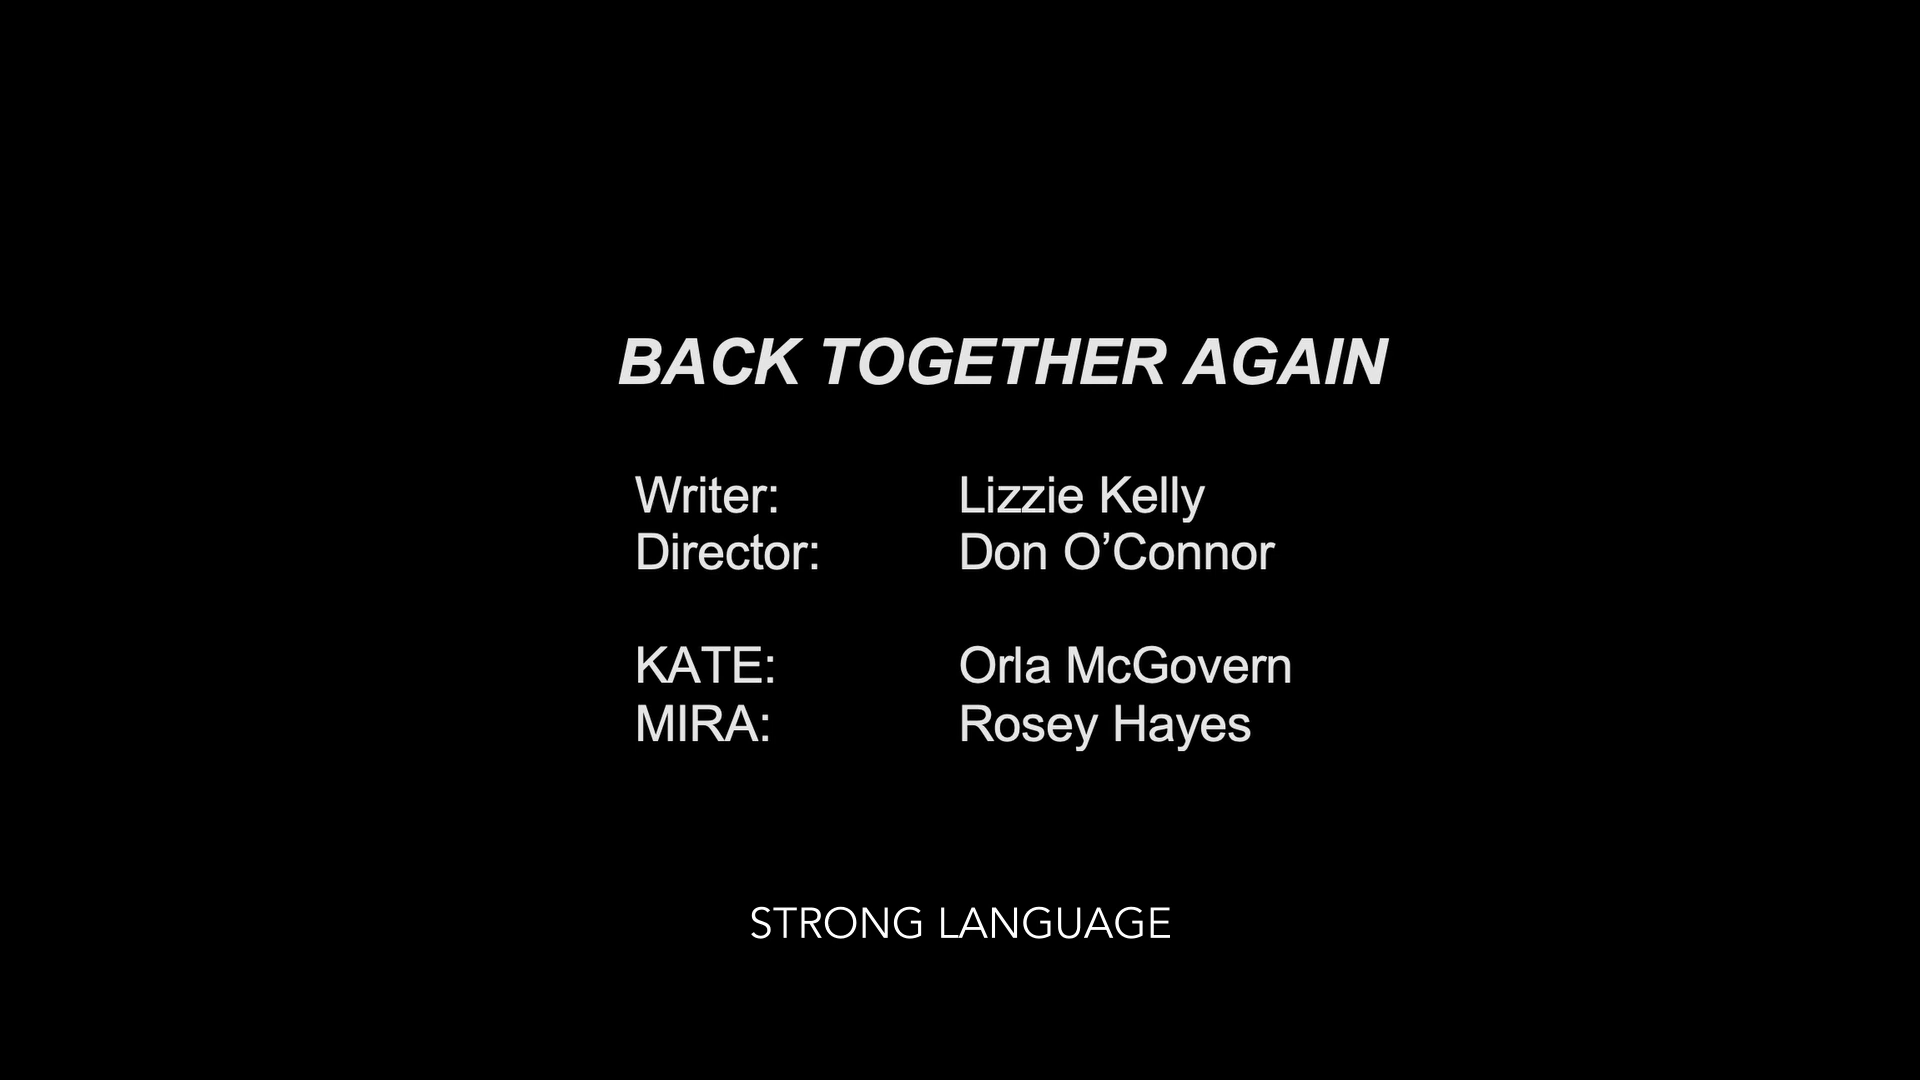 BACK TOGETHER AGAIN
Writer: Lizzie Kelly
Director: Don O’Connor
KATE: Orla McGovern
MIRA: Rosey Hayes
STRONG LANGUAGE